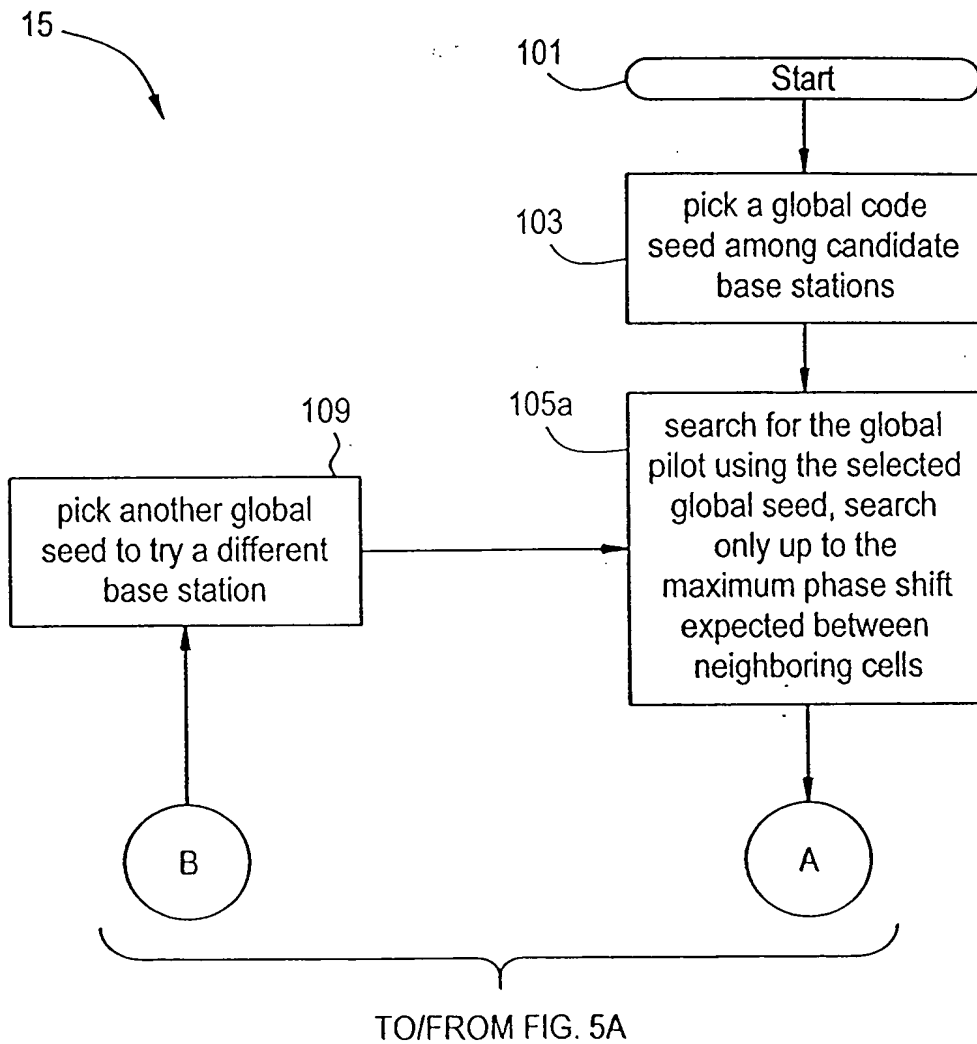 15
101
Start
103
pick a global code
seed among candidate
base stations
109
pick another global
seed to try a different
base station
105a
search for the global
pilot using the selected
global seed, search
only up to the
maximum phase shift
expected between
neighboring cells
B
A
TO/FROM FIG. 5A